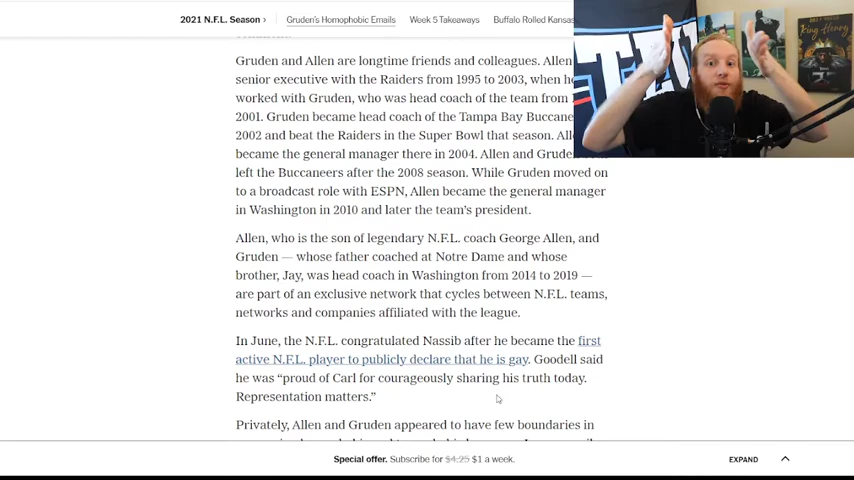 2021 N.F.L. Season › Gruden's Homophobic Emails Week 5 Takeaways Buffalo Rolled Kansas
Gruden and Allen are longtime friends and colleagues. Allen
senior executive with the Raiders from 1995 to 2003, when he
worked with Gruden, who was head coach of the team from
2001. Gruden became head coach of the Tampa Bay Buccane
2002 and beat the Raiders in the Super Bowl that season. All
became the general manager there in 2004. Allen and Grud
left the Buccaneers after the 2008 season. While Gruden moved on
to a broadcast role with ESPN, Allen became the general manager
in Washington in 2010 and later the team's president.
Allen, who is the son of legendary N.F.L. coach George Allen, and
Gruden — whose father coached at Notre Dame and whose
brother, Jay, was head coach in Washington from 2014 to 2019 —
are part of an exclusive network that cycles between N.F.L. teams,
networks and companies affiliated with the league.
In June, the N.F.L. congratulated Nassib after he became the first
active N.F.L. player to publicly declare that he is gay. Goodell said
he was “proud of Carl for courageously sharing his truth today.
Representation matters.”
Privately, Allen and Gruden appeared to have few boundaries in
Special offer. Subscribe for $4.25 $1 a week.
EXPAND
King Henry